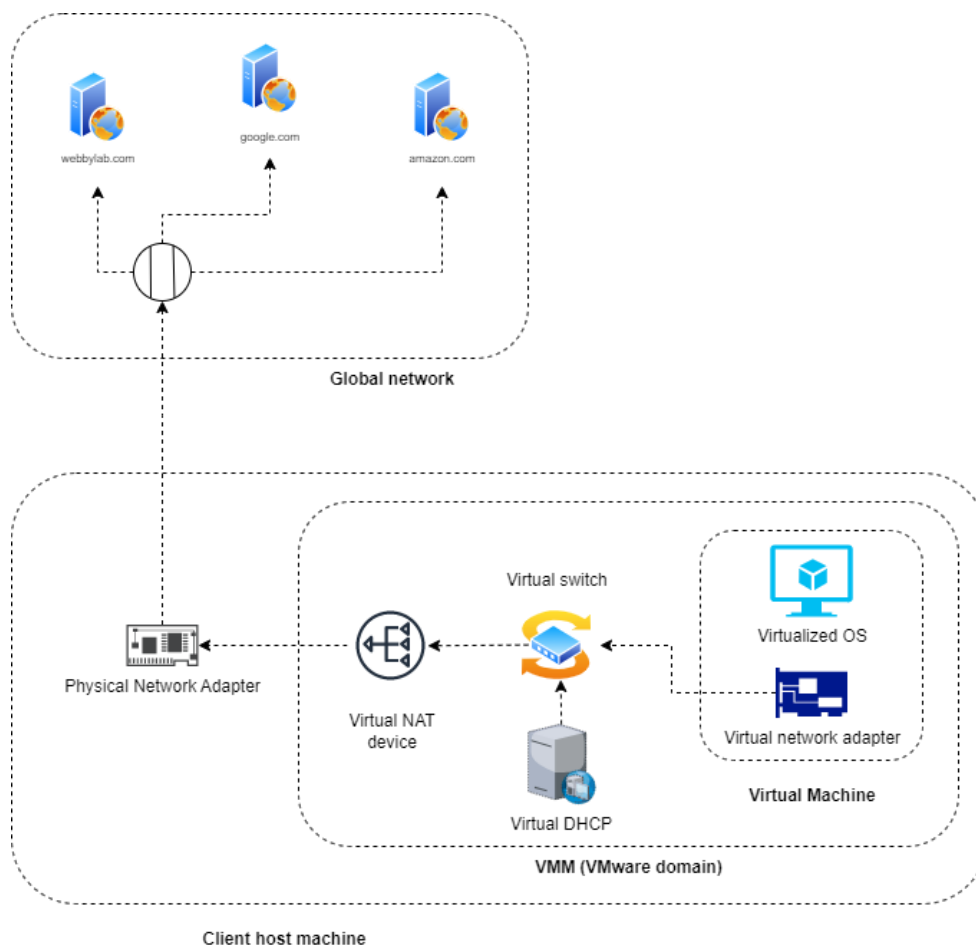 google.com
webbylab.com
amazon.com
Global network
Virtual switch
Virtualized OS
Physical Network Adapter
Virtual NAT
device
Virtual network adapter
Virtual Machine
Virtual DHCP
VMM (VMware domain)
Client host machine